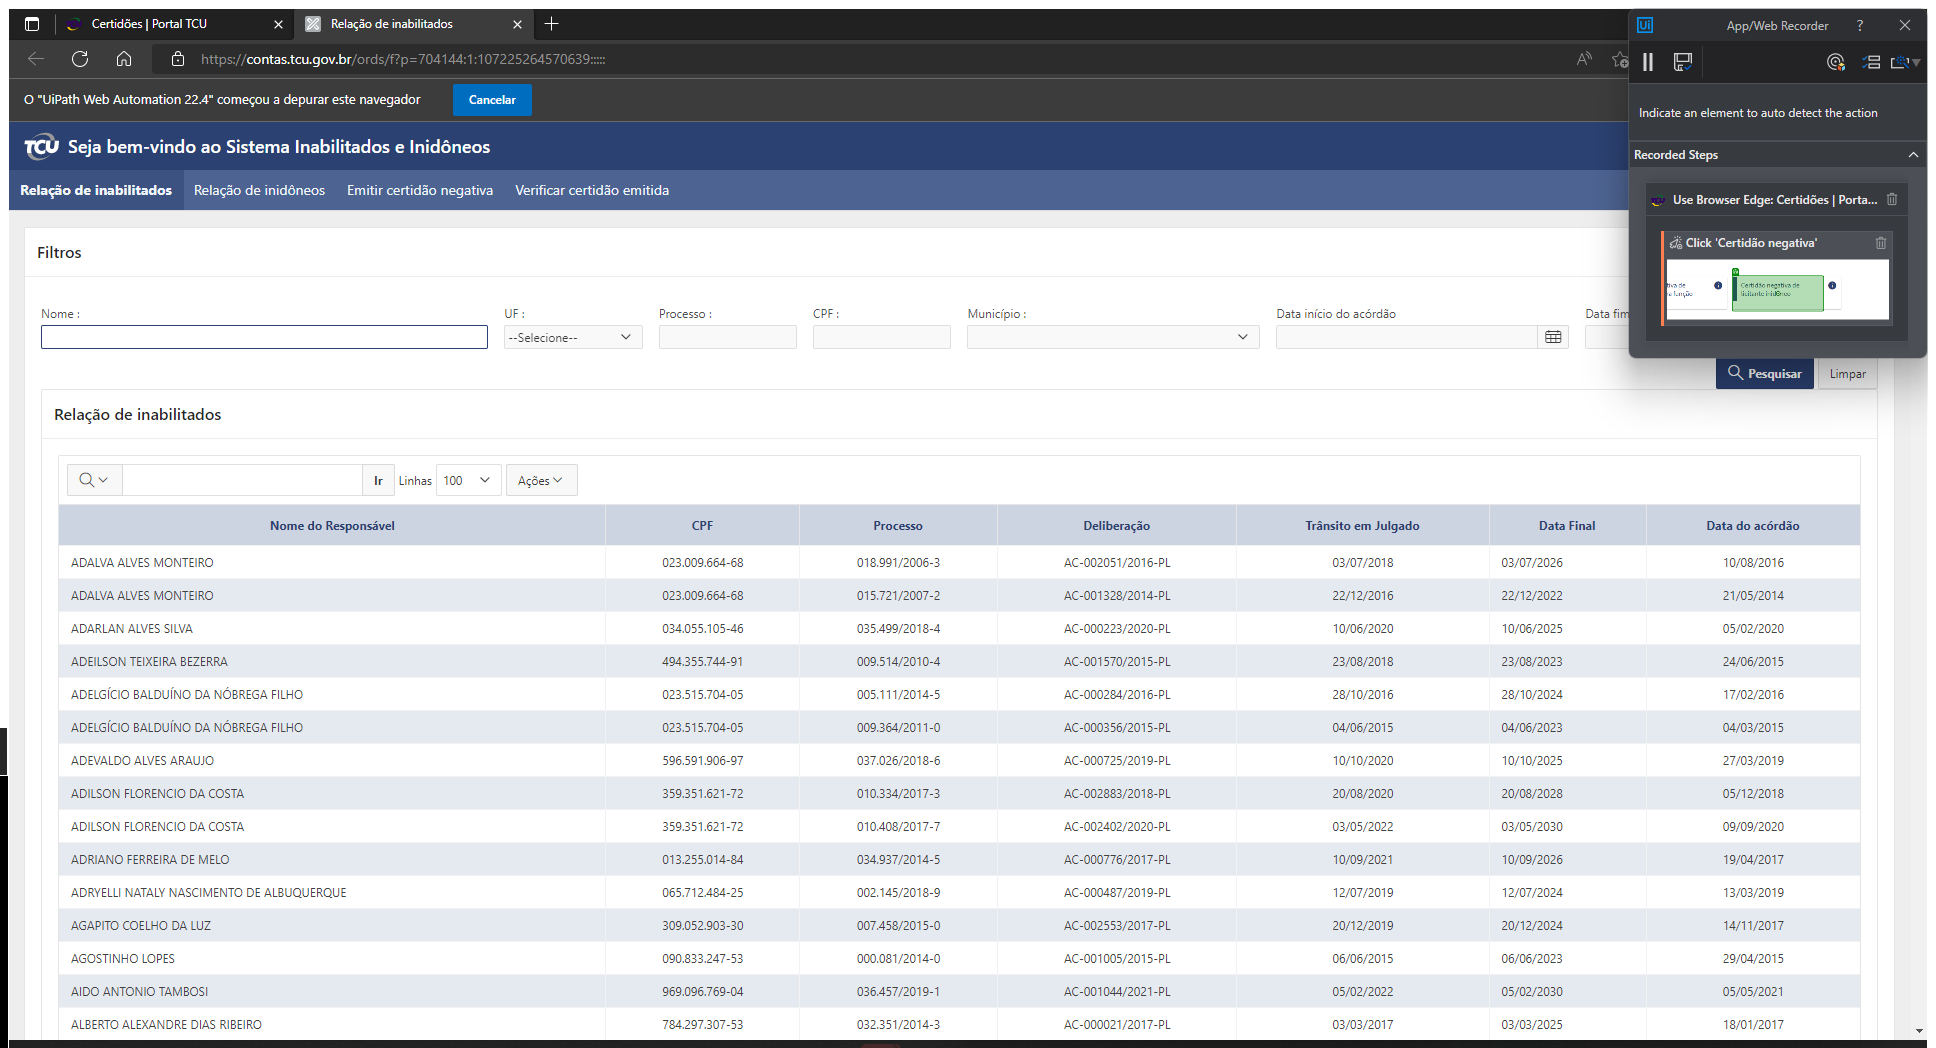 Certidões | Portal TCU
Relação de inabilitados
https://contas.tcu.gov.br/ords/f?p=704144:1:107225264570639:::::
O "UiPath Web Automation 22.4" começou a depurar este navegador
Cancelar
TCU Seja bem-vindo ao Sistema Inabilitados e Inidôneos
Relação de inabilitados Relação de inidôneos Emitir certidão negativa Verificar certidão emitida
Filtros
Nome : UF : Processo : CPF : Município : Data início do acórdão Data fim
--Selecione--
Pesquisar Limpar
Relação de inabilitados
Ir Linhas 100 Ações
Nome do Responsável CPF Processo Deliberação Trânsito em Julgado Data Final Data do acórdão
ADALVA ALVES MONTEIRO 023.009.664-68 018.991/2006-3 AC-002051/2016-PL 03/07/2018 03/07/2026 10/08/2016
ADALVA ALVES MONTEIRO 023.009.664-68 015.721/2007-2 AC-001328/2014-PL 22/12/2016 22/12/2022 21/05/2014
ADARLAN ALVES SILVA 034.055.105-46 035.499/2018-4 AC-000223/2020-PL 10/06/2020 10/06/2025 05/02/2020
ADEILSON TEIXEIRA BEZERRA 494.355.744-91 009.514/2010-4 AC-001570/2015-PL 23/08/2018 23/08/2023 24/06/2015
ADELGÍCIO BALDUÍNO DA NÓBREGA FILHO 023.515.704-05 005.111/2014-5 AC-000284/2016-PL 28/10/2016 28/10/2024 17/02/2016
ADELGÍCIO BALDUÍNO DA NÓBREGA FILHO 023.515.704-05 009.364/2011-0 AC-000356/2015-PL 04/06/2015 04/06/2023 04/03/2015
ADEVALDO ALVES ARAUJO 596.591.906-97 037.026/2018-6 AC-000725/2019-PL 10/10/2020 10/10/2025 27/03/2019
ADILSON FLORENCIO DA COSTA 359.351.621-72 010.334/2017-3 AC-002883/2018-PL 20/08/2020 20/08/2028 05/12/2018
ADILSON FLORENCIO DA COSTA 359.351.621-72 010.408/2017-7 AC-002402/2020-PL 03/05/2022 03/05/2030 09/09/2020
ADRIANO FERREIRA DE MELO 013.255.014-84 034.937/2014-5 AC-000776/2017-PL 10/09/2021 10/09/2026 19/04/2017
ADRYELLI NATALY NASCIMENTO DE ALBUQUERQUE 065.712.484-25 002.145/2018-9 AC-000487/2019-PL 12/07/2019 12/07/2024 13/03/2019
AGAPITO COELHO DA LUZ 309.052.903-30 007.458/2015-0 AC-002553/2017-PL 20/12/2019 20/12/2024 14/11/2017
AGOSTINHO LOPES 090.833.247-53 000.081/2014-0 AC-001005/2015-PL 06/06/2015 06/06/2023 29/04/2015
AIDO ANTONIO TAMBOSI 969.096.769-04 036.457/2019-1 AC-001044/2021-PL 05/02/2022 05/02/2030 05/05/2021
ALBERTO ALEXANDRE DIAS RIBEIRO 784.297.307-53 032.351/2014-3 AC-000021/2017-PL 03/03/2017 03/03/2025 18/01/2017
Ui App/Web Recorder ?
Indicate an element to auto detect the action
Recorded Steps
Use Browser Edge: Certidões | Porta...
Click 'Certidão negativa'
tiva de Certidão negativa de
a função licitante inidôneo